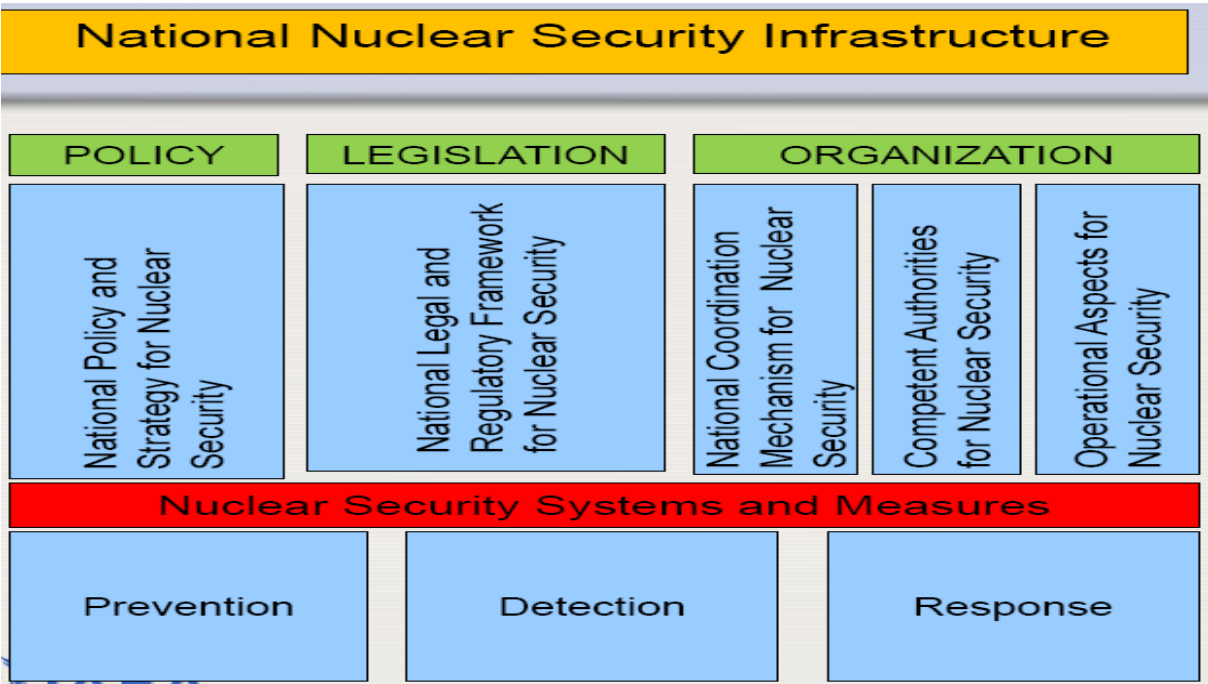 National Nuclear Security Infrastructure
POLICY
LEGISLATION
ORGANIZATION
National Policy and
Strategy for Nuclear
Security
National Legal and
Regulatory Framework
for Nuclear Security
National Coordination
Mechanism for Nuclear
Security
Competent Authorities
for Nuclear Security
Operational Aspects for
Nuclear Security
Nuclear Security Systems and Measures
Prevention
Detection
Response